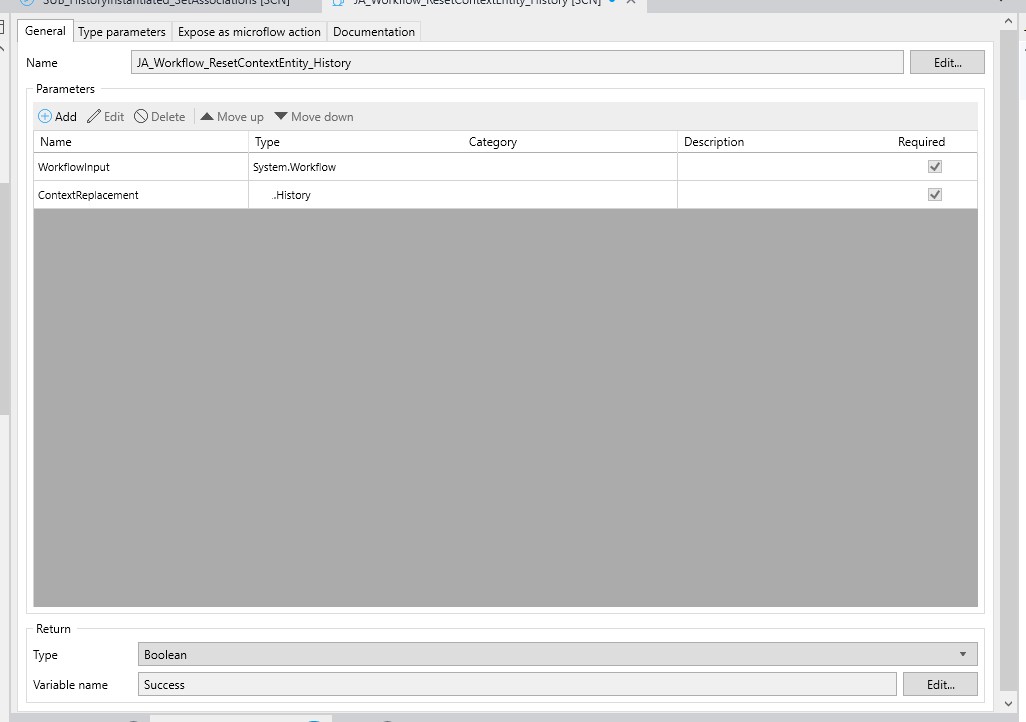 SUB_HistoryInstantiated_SetAssociations [SCN] JA_Workflow_ResetContextEntity_History [SCN]
General Type parameters Expose as microflow action Documentation
Name JA_Workflow_ResetContextEntity_History Edit...
Parameters
Add Edit Delete Move up Move down
Name Type Category Description Required
WorkflowInput System.Workflow
ContextReplacement .History
Return
Type Boolean
Variable name Success Edit...